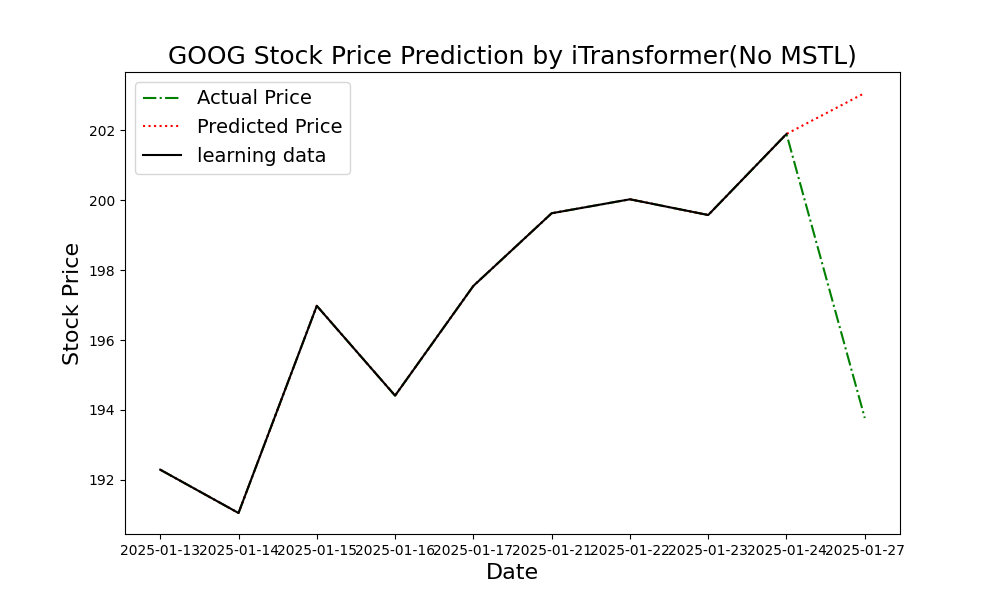 GOOG Stock Price Prediction by iTransformer(No MSTL)
Actual Price
Predicted Price
learning data
Stock Price
202
200
198
196
194
192
2025-01-13 2025-01-14 2025-01-15 2025-01-16 2025-01-17 2025-01-21 2025-01-22 2025-01-23 2025-01-24 2025-01-27
Date